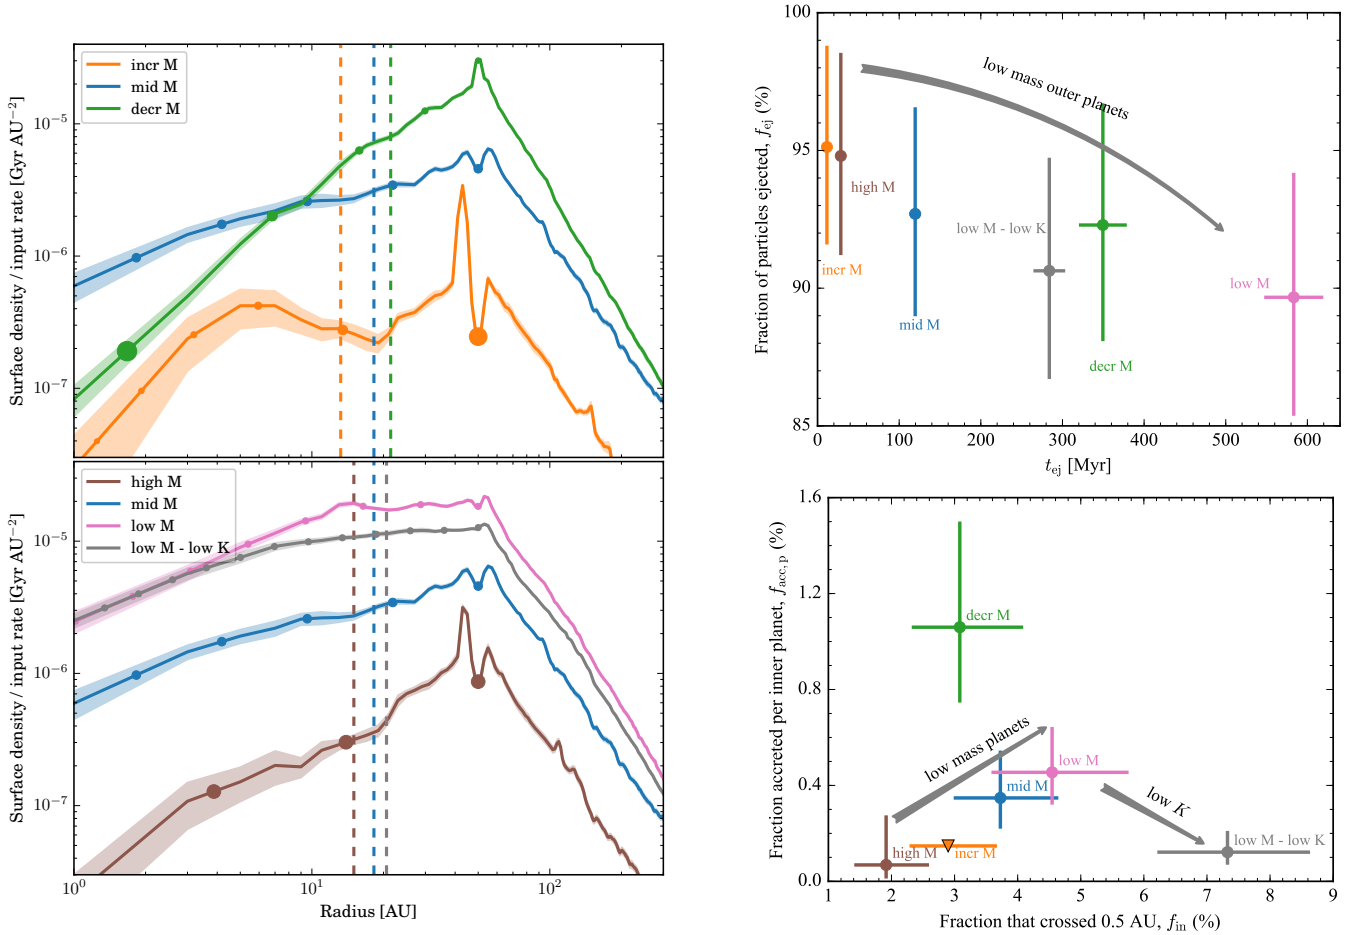 incr M
mid M
decr M
10⁻⁵
10⁻⁶
10⁻⁷
Surface density / input rate [Gyr AU⁻²]
high M
mid M
low M
low M - low K
10⁻⁵
10⁻⁶
10⁻⁷
Surface density / input rate [Gyr AU⁻²]
10⁰
10¹
10²
Radius [AU]
100
95
90
85
Fraction of particles ejected, f_ej (%)
low mass outer planets
high M
incr M
mid M
low M - low K
decr M
low M
0
100
200
300
400
500
600
t_ej [Myr]
1.6
1.2
0.8
0.4
0.0
Fraction accreted per inner planet, f_acc,p (%)
decr M
low mass planets
low M
mid M
low K
low M - low K
high M
incr M
1
2
3
4
5
6
7
8
9
Fraction that crossed 0.5 AU, f_in (%)